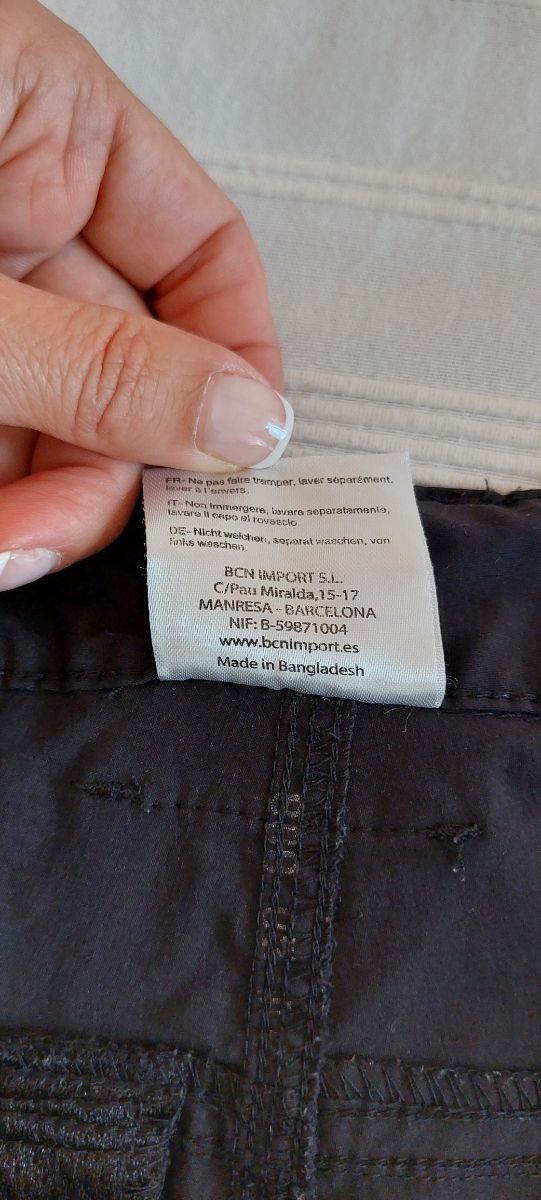 FR- Ne pas faire tremper, laver séparément,
laver à l'envers.
IT- Non immergere, lavare separatamente,
lavare il capo al rovescio.
DE- Nicht weichen, separat waschen, von
links waschen.
BCN IMPORT S.L.
C/Pau Miralda,15-17
MANRESA - BARCELONA
NIF: B-59871004
www.bcnimport.es
Made in Bangladesh